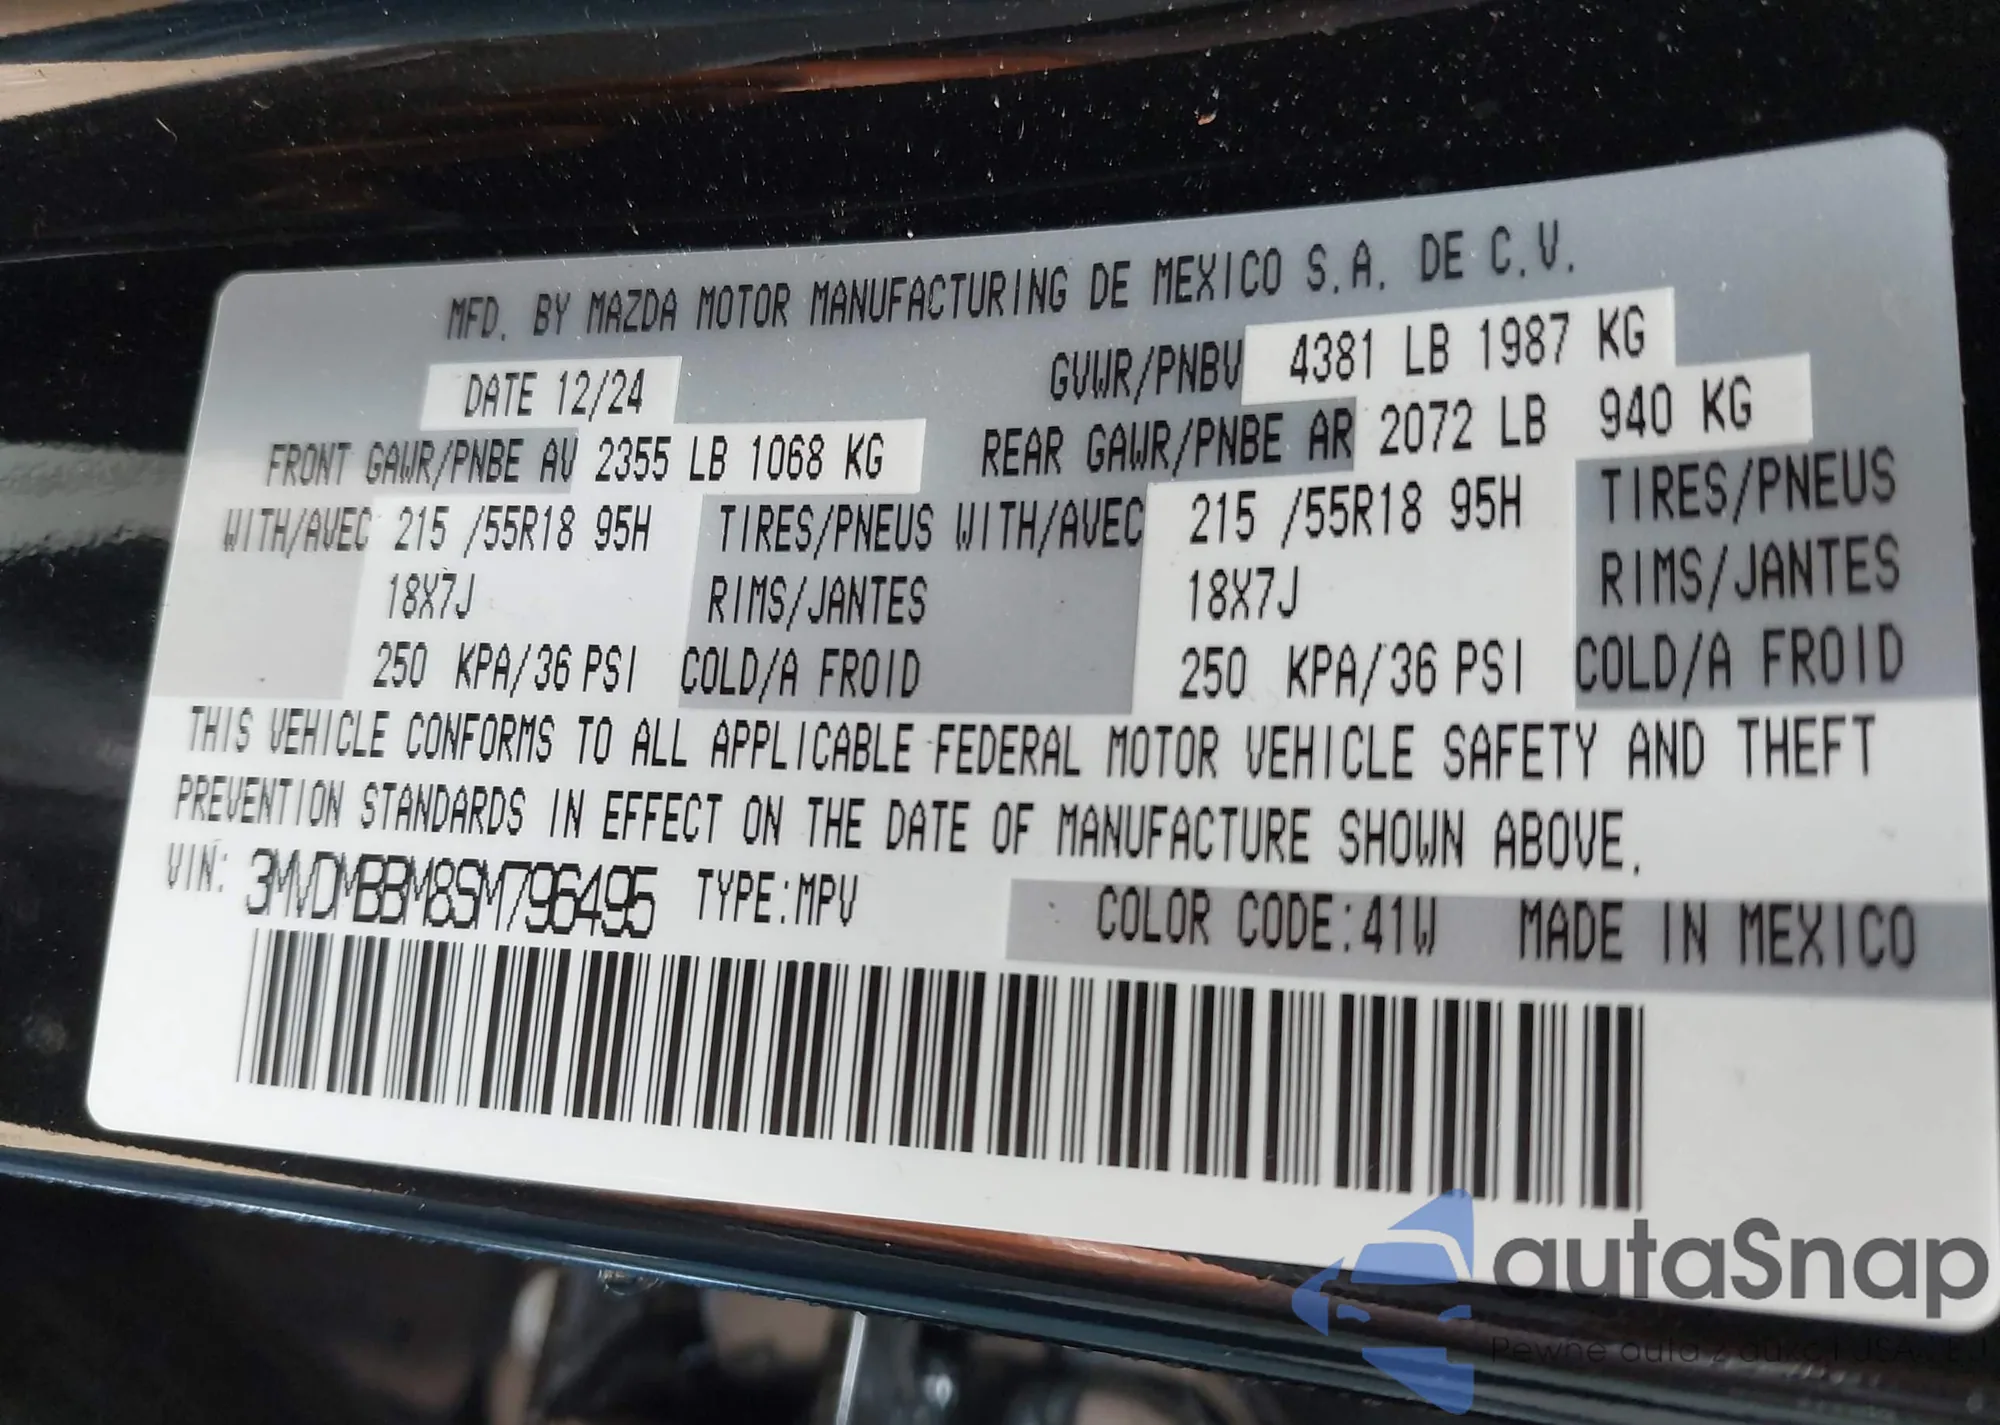 MFD. BY MAZDA MOTOR MANUFACTURING DE MEXICO S.A. DE C.V.
DATE 12/24 GVWR/PNBV 4381 LB 1987 KG
FRONT GAWR/PNBE AV 2355 LB 1068 KG REAR GAWR/PNBE AR 2072 LB 940 KG
WITH/AVEC 215 /55R18 95H TIRES/PNEUS WITH/AVEC 215 /55R18 95H TIRES/PNEUS
18X7J RIMS/JANTES 18X7J RIMS/JANTES
250 KPA/36 PSI COLD/A FROID 250 KPA/36 PSI COLD/A FROID
THIS VEHICLE CONFORMS TO ALL APPLICABLE FEDERAL MOTOR VEHICLE SAFETY AND THEFT
PREVENTION STANDARDS IN EFFECT ON THE DATE OF MANUFACTURE SHOWN ABOVE.
VIN: 3MVDMBBM8SM796495 TYPE:MPV COLOR CODE:41W MADE IN MEXICO
autaSnap
Pewne auta z aukcji USA